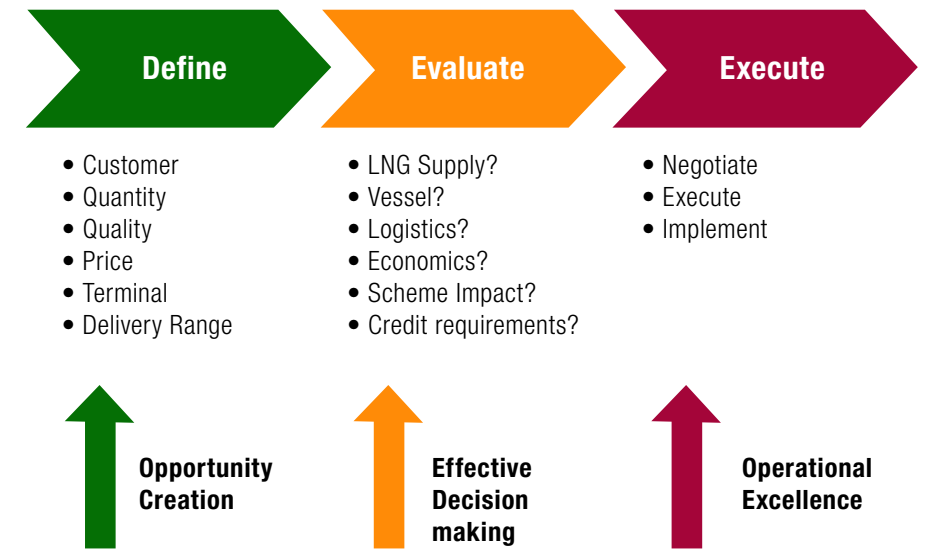 Define
Evaluate
Execute
• Customer
• Quantity
• Quality
• Price
• Terminal
• Delivery Range
• LNG Supply?
• Vessel?
• Logistics?
• Economics?
• Scheme Impact?
• Credit requirements?
• Negotiate
• Execute
• Implement
Opportunity
Creation
Effective
Decision
making
Operational
Excellence